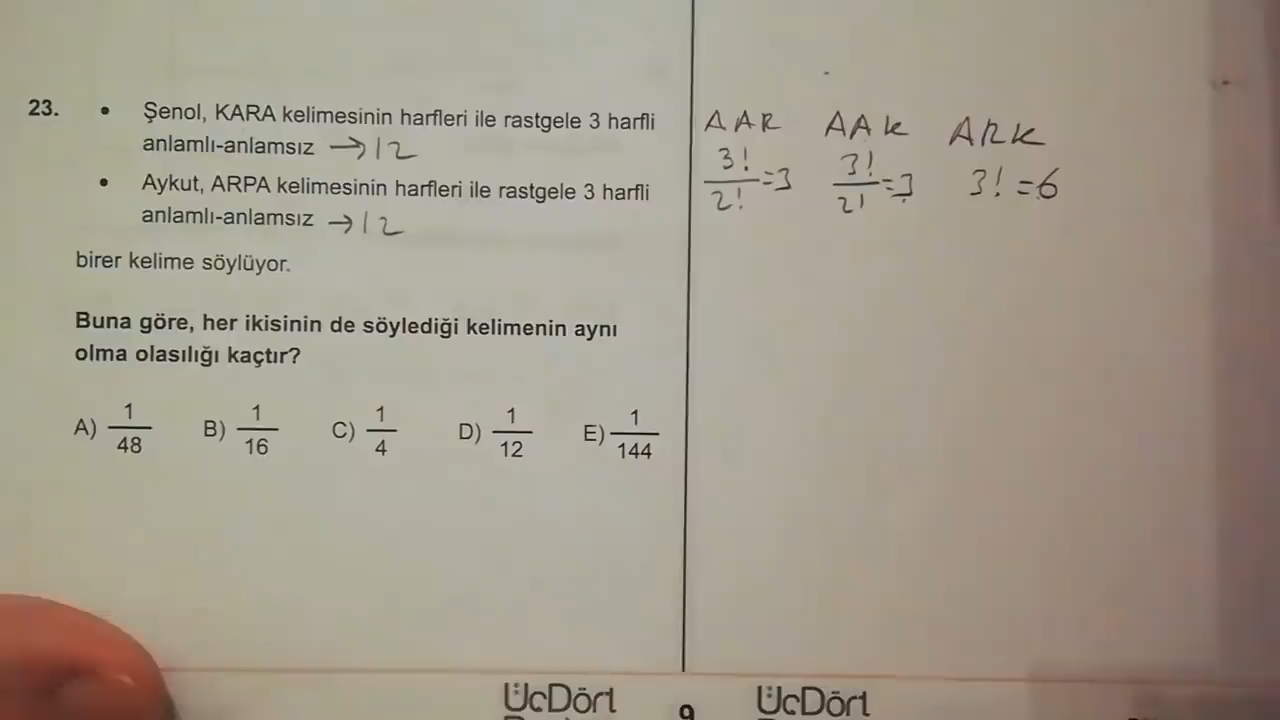 23. • Şenol, KARA kelimesinin harfleri ile rastgele 3 harfli
anlamlı-anlamsız → 12
• Aykut, ARPA kelimesinin harfleri ile rastgele 3 harfli
anlamlı-anlamsız → 12
birer kelime söylüyor.
Buna göre, her ikisinin de söylediği kelimenin aynı
olma olasılığı kaçtır?
A) 1/48 B) 1/16 C) 1/4 D) 1/12 E) 1/144
AAR AAK ARK
3!/2! = 3 3!/2! = 3 3! = 6
ÜçDört 9 ÜçDört